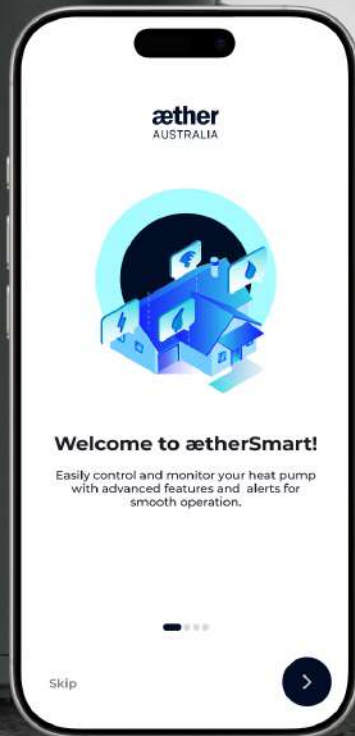 æther
AUSTRALIA
Welcome to ætherSmart!
Easily control and monitor your heat pump
with advanced features and alerts for
smooth operation.
Skip